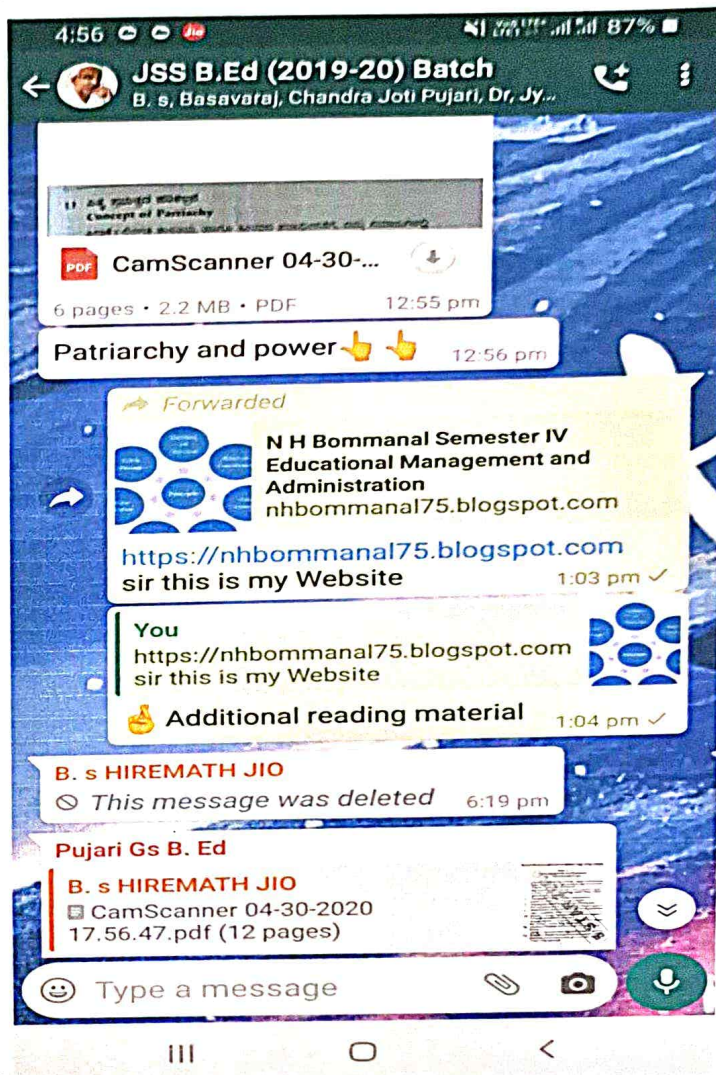 4:56 87%
JSS B.Ed (2019-20) Batch
B. s, Basavaraj, Chandra Joti Pujari, Dr, Jy...
Concept of Patriachy
PDF CamScanner 04-30-...
6 pages • 2.2 MB • PDF 12:55 pm
Patriarchy and power👆👆 12:56 pm
Forwarded
N H Bommanal Semester IV
Educational Management and
Administration
nhbommanal75.blogspot.com
https://nhbommanal75.blogspot.com
sir this is my Website 1:03 pm
You
https://nhbommanal75.blogspot.com
sir this is my Website
🤞 Additional reading material 1:04 pm
B. s HIREMATH JIO
This message was deleted 6:19 pm
Pujari Gs B. Ed
B. s HIREMATH JIO
CamScanner 04-30-2020
17.56.47.pdf (12 pages)
Type a message